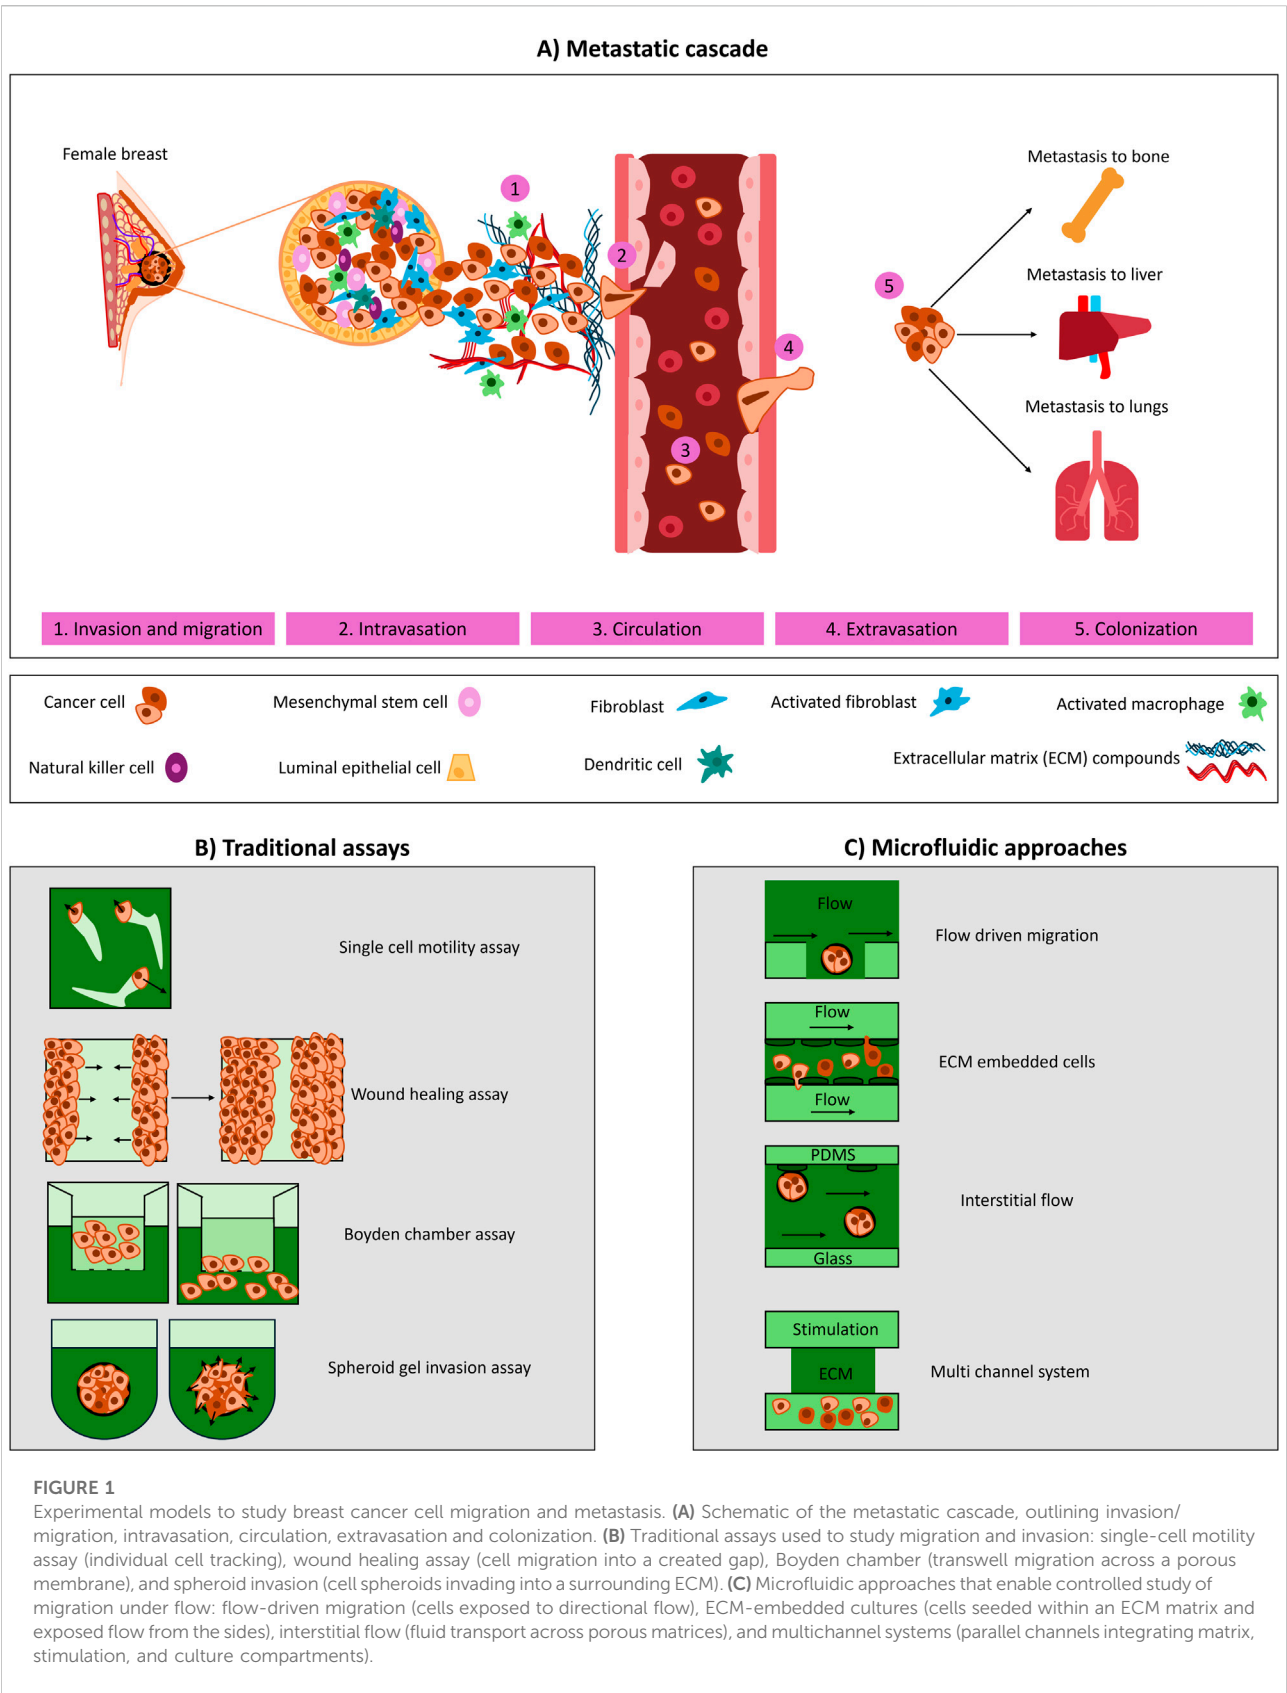 A) Metastatic cascade
Female breast
1
2
3
4
5
Metastasis to bone
Metastasis to liver
Metastasis to lungs
1. Invasion and migration
2. Intravasation
3. Circulation
4. Extravasation
5. Colonization
Cancer cell
Mesenchymal stem cell
Fibroblast
Activated fibroblast
Activated macrophage
Natural killer cell
Luminal epithelial cell
Dendritic cell
Extracellular matrix (ECM) compounds
B) Traditional assays
Single cell motility assay
Wound healing assay
Boyden chamber assay
Spheroid gel invasion assay
C) Microfluidic approaches
Flow
Flow driven migration
Flow
ECM embedded cells
Flow
PDMS
Interstitial flow
Glass
Stimulation
ECM
Multi channel system
FIGURE 1
Experimental models to study breast cancer cell migration and metastasis. (A) Schematic of the metastatic cascade, outlining invasion/
migration, intravasation, circulation, extravasation and colonization. (B) Traditional assays used to study migration and invasion: single-cell motility
assay (individual cell tracking), wound healing assay (cell migration into a created gap), Boyden chamber (transwell migration across a porous
membrane), and spheroid invasion (cell spheroids invading into a surrounding ECM). (C) Microfluidic approaches that enable controlled study of
migration under flow: flow-driven migration (cells exposed to directional flow), ECM-embedded cultures (cells seeded within an ECM matrix and
exposed flow from the sides), interstitial flow (fluid transport across porous matrices), and multichannel systems (parallel channels integrating matrix,
stimulation, and culture compartments).